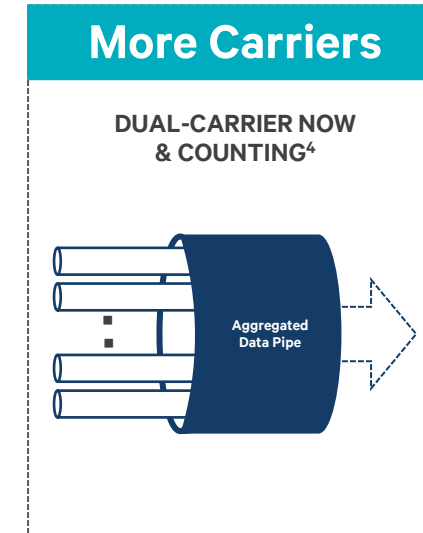 More Carriers
DUAL-CARRIER NOW
& COUNTING⁴
Aggregated
Data Pipe